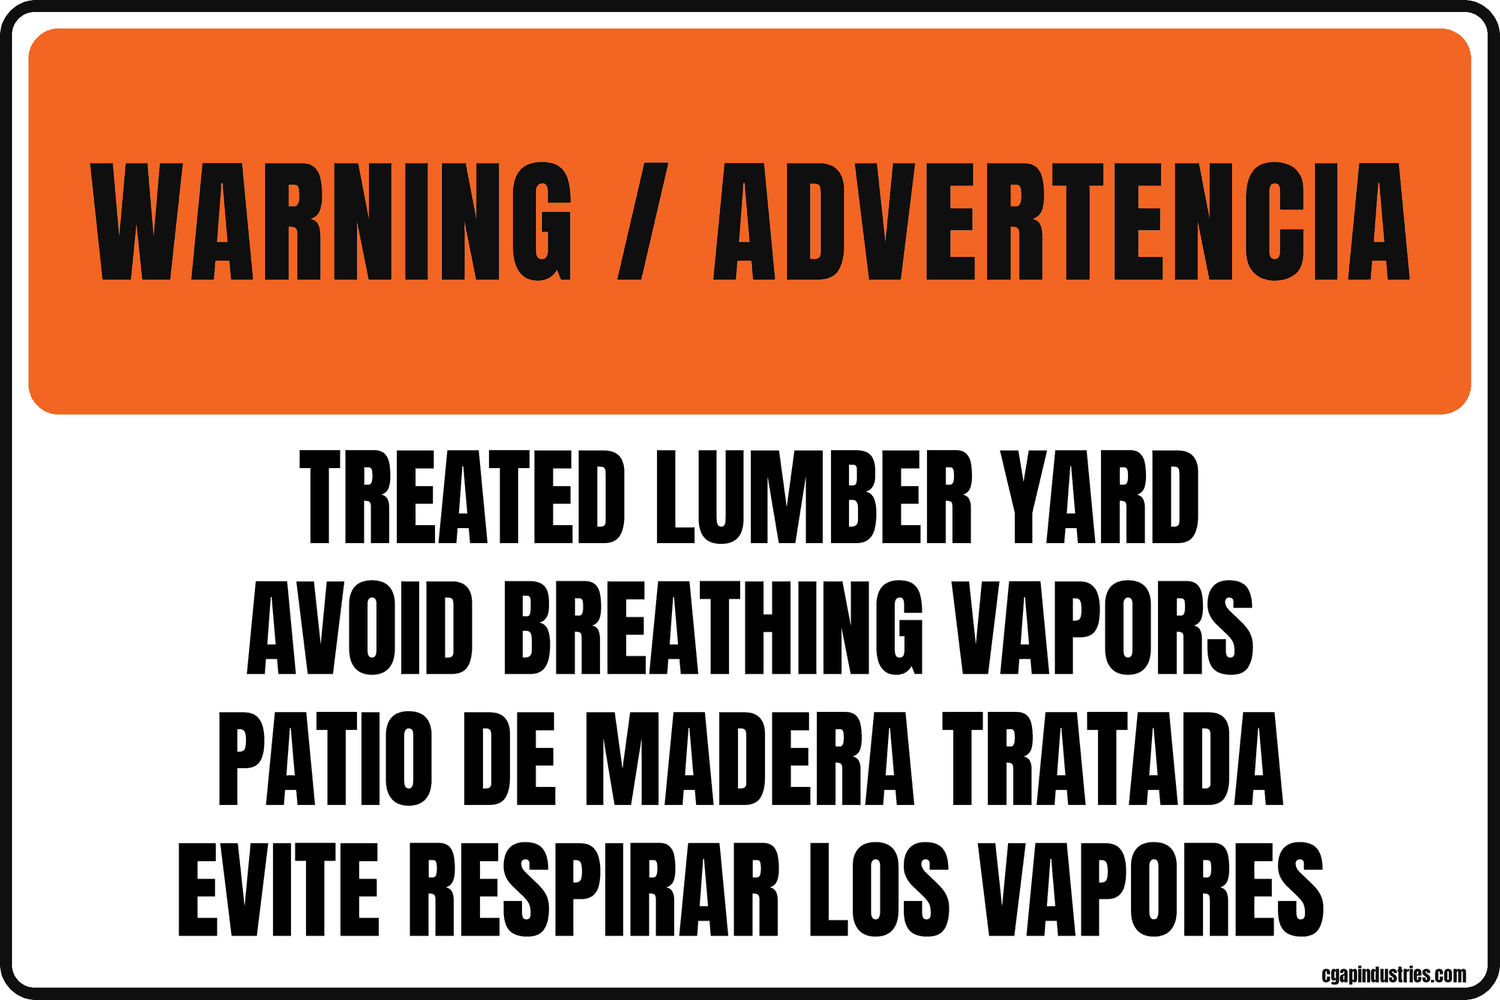 WARNING / ADVERTENCIA
TREATED LUMBER YARD
AVOID BREATHING VAPORS
PATIO DE MADERA TRATADA
EVITE RESPIRAR LOS VAPORES
cgapindustries.com